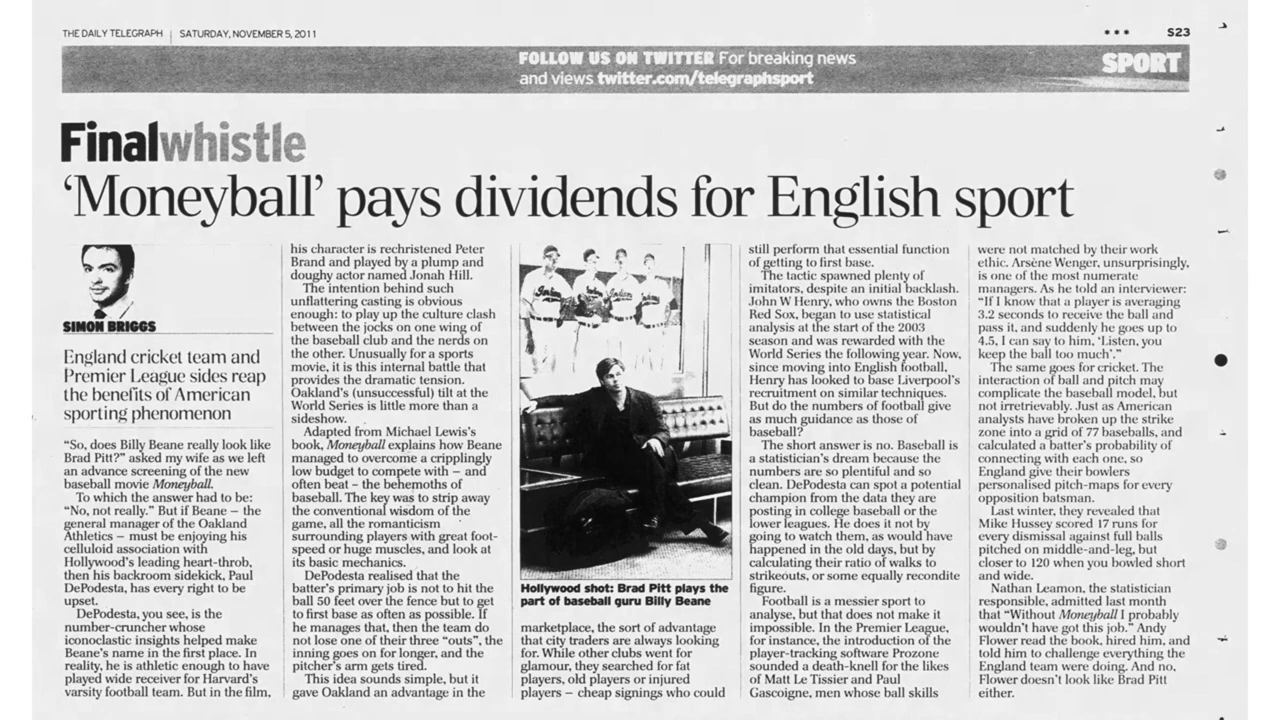 THE DAILY TELEGRAPH | SATURDAY, NOVEMBER 5, 2011
*** S23
FOLLOW US ON TWITTER For breaking news
and views twitter.com/telegraphsport
SPORT
Finalwhistle
‘Moneyball’ pays dividends for English sport
SIMON BRIGGS
England cricket team and
Premier League sides reap
the benefits of American
sporting phenomenon
“So, does Billy Beane really look like
Brad Pitt?” asked my wife as we left
an advance screening of the new
baseball movie Moneyball.
To which the answer had to be:
“No, not really.” But if Beane – the
general manager of the Oakland
Athletics – must be enjoying his
celluloid association with
Hollywood’s leading heart-throb,
then his backroom sidekick, Paul
DePodesta, has every right to be
upset.
DePodesta, you see, is the
number-cruncher whose
iconoclastic insights helped make
Beane’s name in the first place. In
reality, he is athletic enough to have
played wide receiver for Harvard’s
varsity football team. But in the film,
his character is rechristened Peter
Brand and played by a plump and
doughy actor named Jonah Hill.
The intention behind such
unflattering casting is obvious
enough: to play up the culture clash
between the jocks on one wing of
the baseball club and the nerds on
the other. Unusually for a sports
movie, it is this internal battle that
provides the dramatic tension.
Oakland’s (unsuccessful) tilt at the
World Series is little more than a
sideshow.
Adapted from Michael Lewis’s
book, Moneyball explains how Beane
managed to overcome a cripplingly
low budget to compete with – and
often beat – the behemoths of
baseball. The key was to strip away
the conventional wisdom of the
game, all the romanticism
surrounding players with great foot-
speed or huge muscles, and look at
its basic mechanics.
DePodesta realised that the
batter’s primary job is not to hit the
ball 50 feet over the fence but to get
to first base as often as possible. If
he manages that, then the team do
not lose one of their three “outs”, the
inning goes on for longer, and the
pitcher’s arm gets tired.
This idea sounds simple, but it
gave Oakland an advantage in the
Indians
Indians
Indians
Hollywood shot: Brad Pitt plays the
part of baseball guru Billy Beane
marketplace, the sort of advantage
that city traders are always looking
for. While other clubs went for
glamour, they searched for fat
players, old players or injured
players – cheap signings who could
still perform that essential function
of getting to first base.
The tactic spawned plenty of
imitators, despite an initial backlash.
John W Henry, who owns the Boston
Red Sox, began to use statistical
analysis at the start of the 2003
season and was rewarded with the
World Series the following year. Now,
since moving into English football,
Henry has looked to base Liverpool’s
recruitment on similar techniques.
But do the numbers of football give
as much guidance as those of
baseball?
The short answer is no. Baseball is
a statistician’s dream because the
numbers are so plentiful and so
clean. DePodesta can spot a potential
champion from the data they are
posting in college baseball or the
lower leagues. He does it not by
going to watch them, as would have
happened in the old days, but by
calculating their ratio of walks to
strikeouts, or some equally recondite
figure.
Football is a messier sport to
analyse, but that does not make it
impossible. In the Premier League,
for instance, the introduction of the
player-tracking software Prozone
sounded a death-knell for the likes
of Matt Le Tissier and Paul
Gascoigne, men whose ball skills
were not matched by their work
ethic. Arsène Wenger, unsurprisingly,
is one of the most numerate
managers. As he told an interviewer:
“If I know that a player is averaging
3.2 seconds to receive the ball and
pass it, and suddenly he goes up to
4.5, I can say to him, ‘Listen, you
keep the ball too much’.”
The same goes for cricket. The
interaction of ball and pitch may
complicate the baseball model, but
not irretrievably. Just as American
analysts have broken up the strike
zone into a grid of 77 baseballs, and
calculated a batter’s probability of
connecting with each one, so
England give their bowlers
personalised pitch-maps for every
opposition batsman.
Last winter, they revealed that
Mike Hussey scored 17 runs for
every dismissal against full balls
pitched on middle-and-leg, but
closer to 120 when you bowled short
and wide.
Nathan Leamon, the statistician
responsible, admitted last month
that “Without Moneyball I probably
wouldn’t have got this job.” Andy
Flower read the book, hired him, and
told him to challenge everything the
England team were doing. And no,
Flower doesn’t look like Brad Pitt
either.